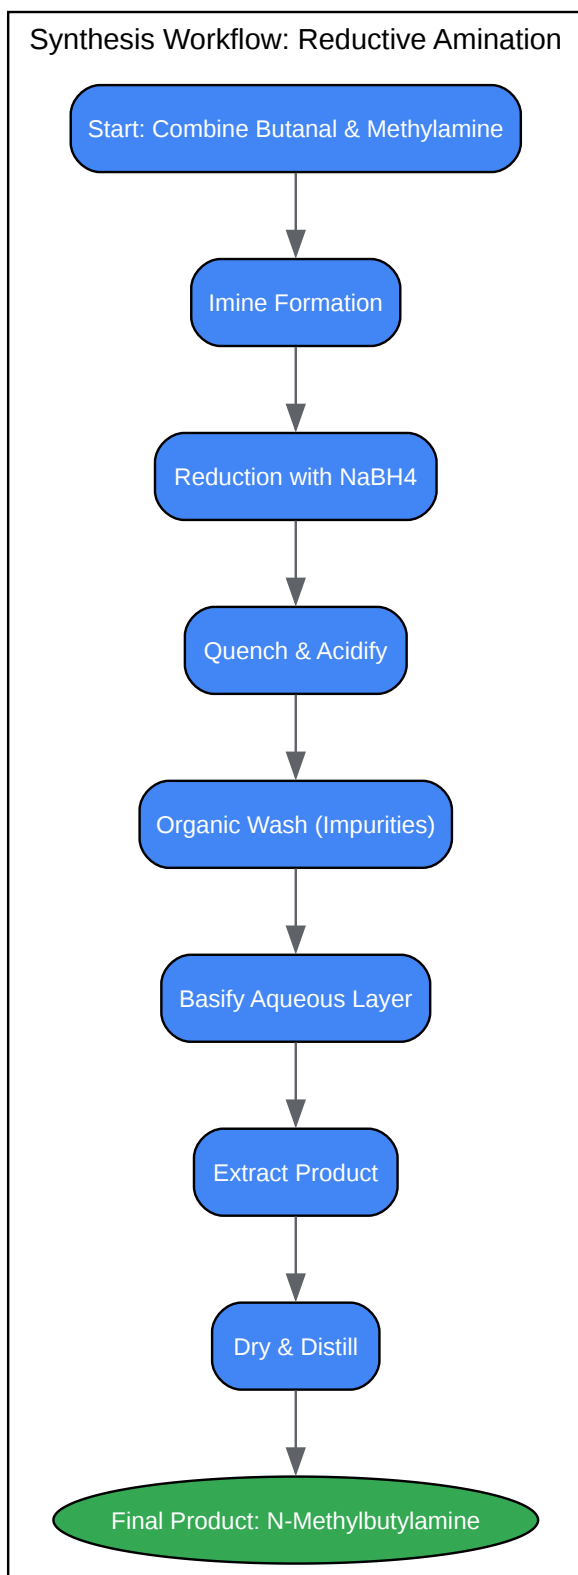 Synthesis Workflow: Reductive Amination
Start: Combine Butanal & Methylamine
Imine Formation
Reduction with NaBH4
Quench & Acidify
Organic Wash (Impurities)
Basify Aqueous Layer
Extract Product
Dry & Distill
Final Product: N-Methylbutylamine